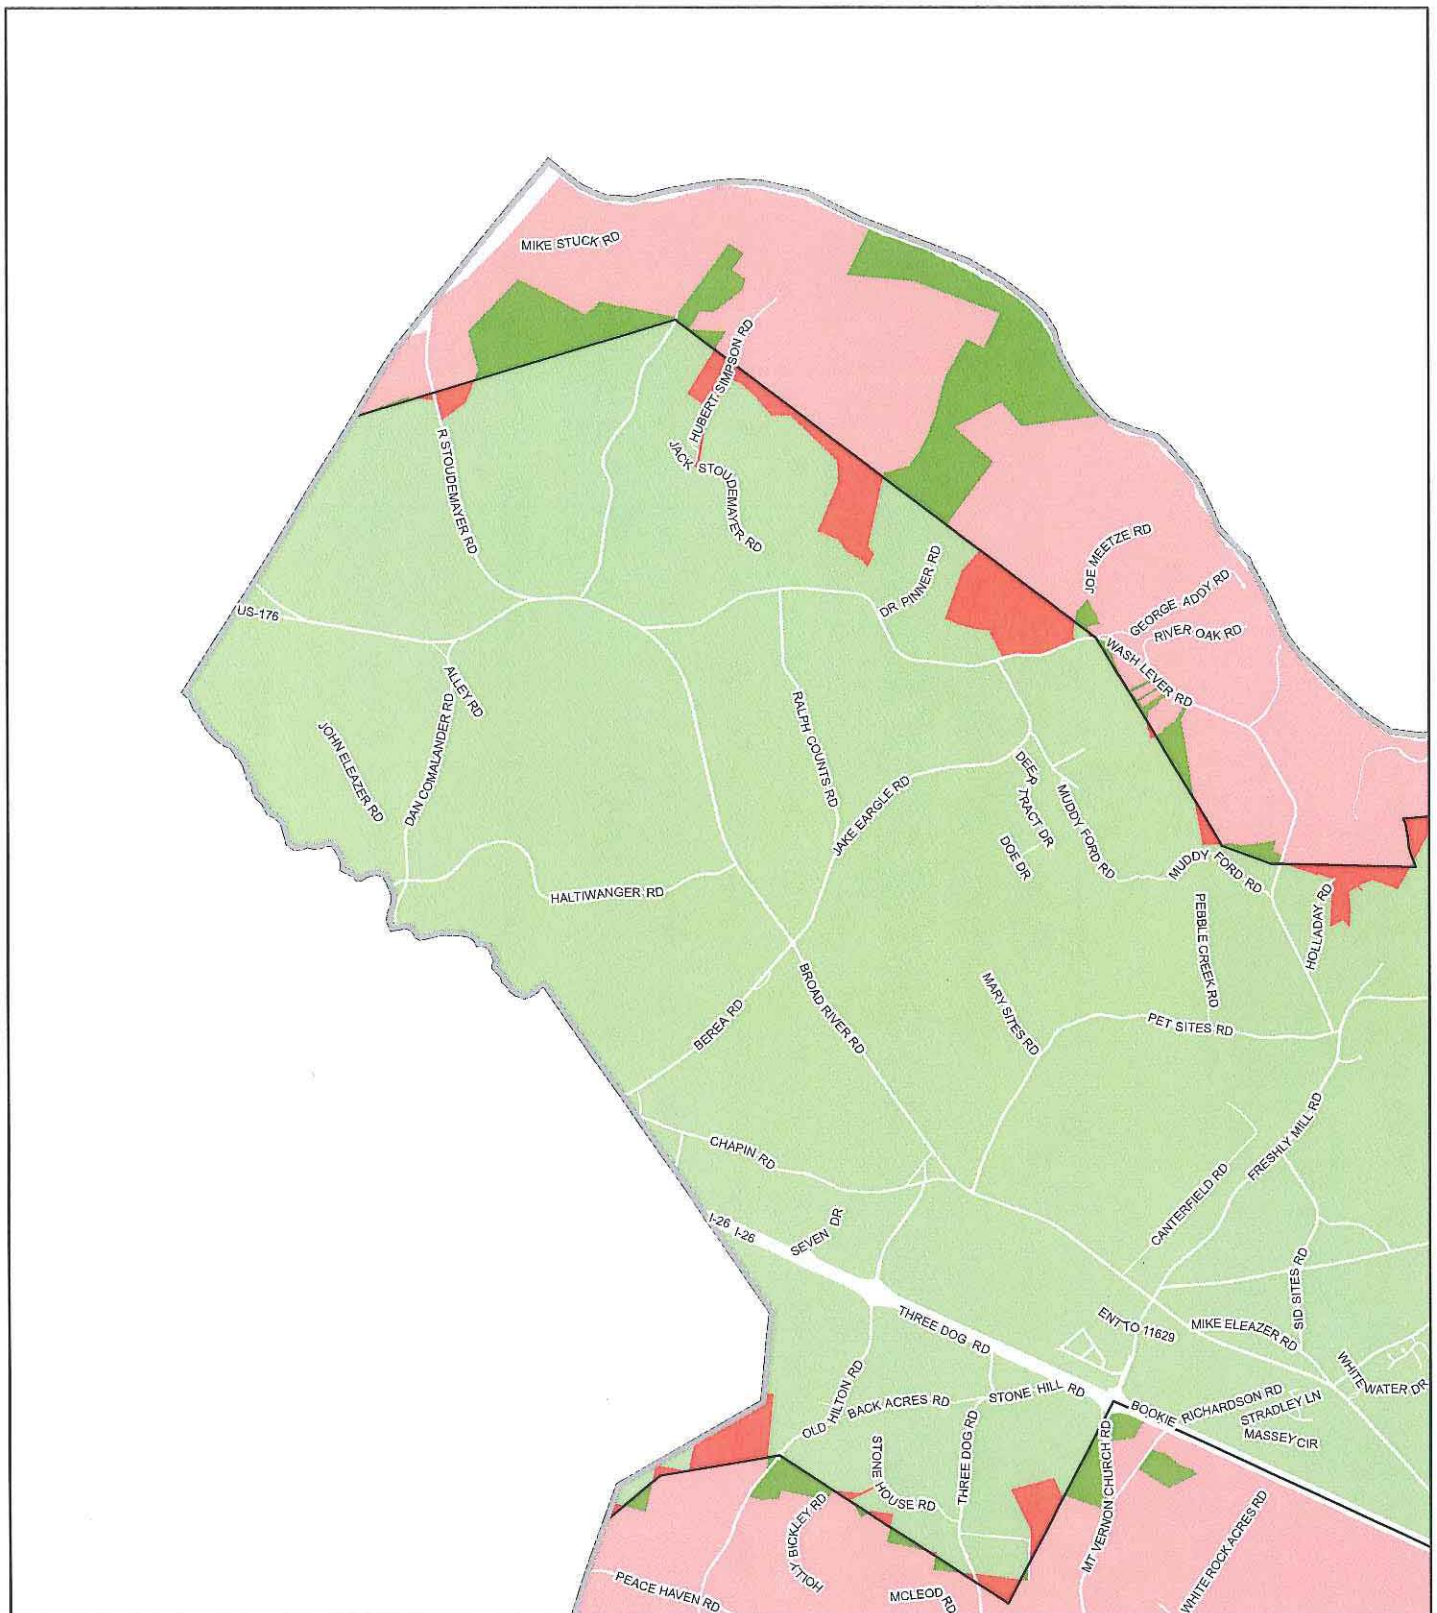 MIKE STUCK RD
HUBERT SIMPSON RD
R STOUDEMAYER RD
JACK STOUDEMAYER RD
JOE MEETZE RD
DR PINNER RD
GEORGE ADDY RD
RIVER OAK RD
US-176
WASH LEVER RD
ALLEY RD
DAN COMALANDER RD
JOHN ELEAZER RD
RALPH COUNTS RD
JAKE EARGLE RD
DEER TRACT DR
MUDDY FORD RD
DOE DR
MUDDY FORD RD
HALTIWANGER RD
PEBBLE CREEK RD
HOLLADAY RD
BROAD RIVER RD
MARY SITES RD
BEREA RD
PET SITES RD
CHAPIN RD
FRESHLY MILL RD
CANTERFIELD RD
I-26 I-26
SEVEN DR
SID SITES RD
THREE DOG RD
ENT TO 11629
MIKE ELEAZER RD
WHITE WATER DR
OLD HILTON RD
BACK ACRES RD
STONE HILL RD
BOOKIE RICHARDSON RD
STRADLEY LN
MASSEY CIR
STONE HOUSE RD
THREE DOG RD
MT VERNON CHURCH RD
HOLLY BICKLEY RD
WHITE ROCK ACRES RD
PEACE HAVEN RD
MCLEOD RD